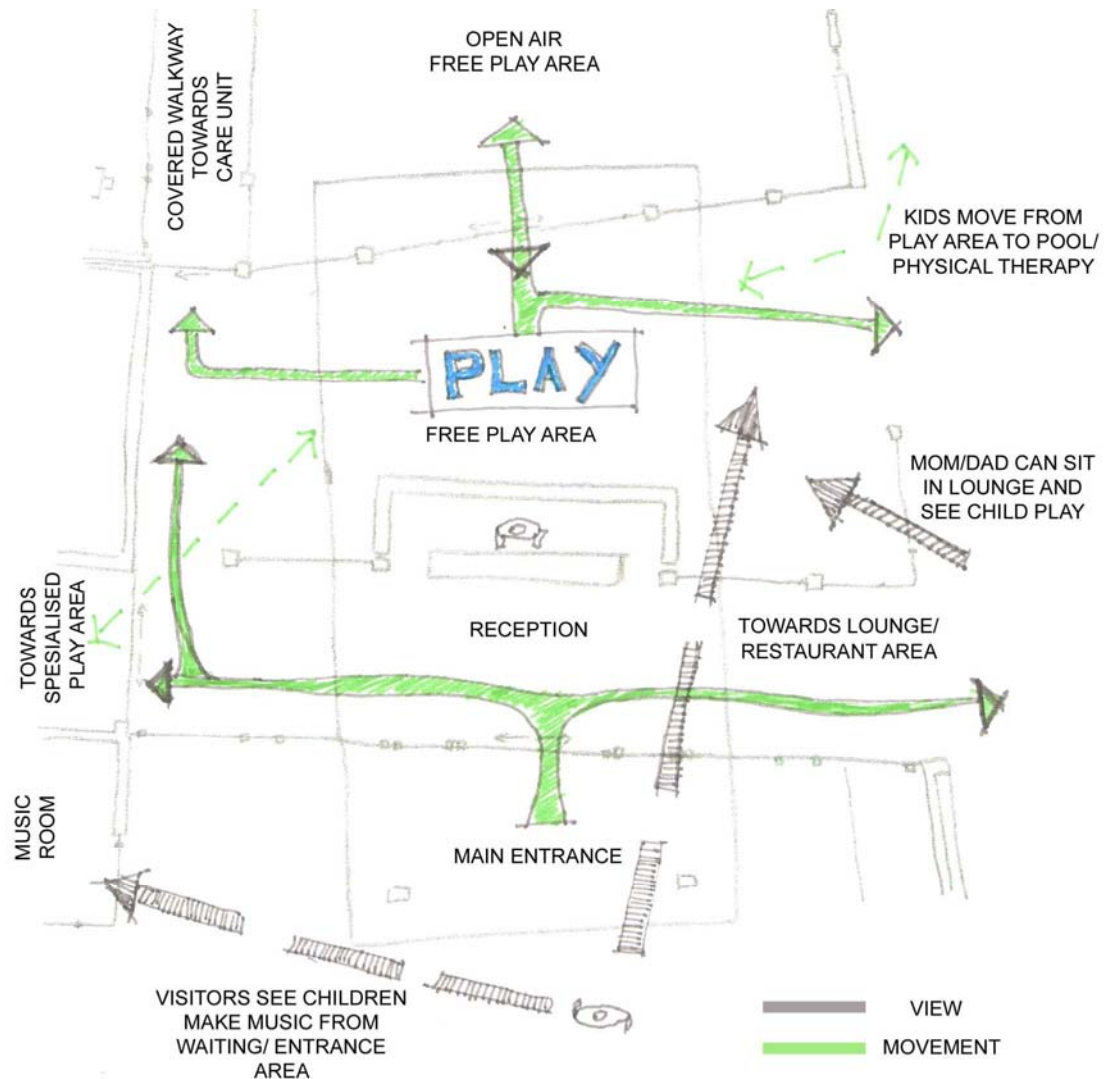 OPEN AIR
FREE PLAY AREA
COVERED WALKWAY
TOWARDS
CARE UNIT
KIDS MOVE FROM
PLAY AREA TO POOL/
PHYSICAL THERAPY
PLAY
FREE PLAY AREA
MOM/DAD CAN SIT
IN LOUNGE AND
SEE CHILD PLAY
TOWARDS
SPESIALISED
PLAY AREA
RECEPTION
TOWARDS LOUNGE/
RESTAURANT AREA
MUSIC
ROOM
MAIN ENTRANCE
VISITORS SEE CHILDREN
MAKE MUSIC FROM
WAITING/ ENTRANCE
AREA
VIEW
MOVEMENT